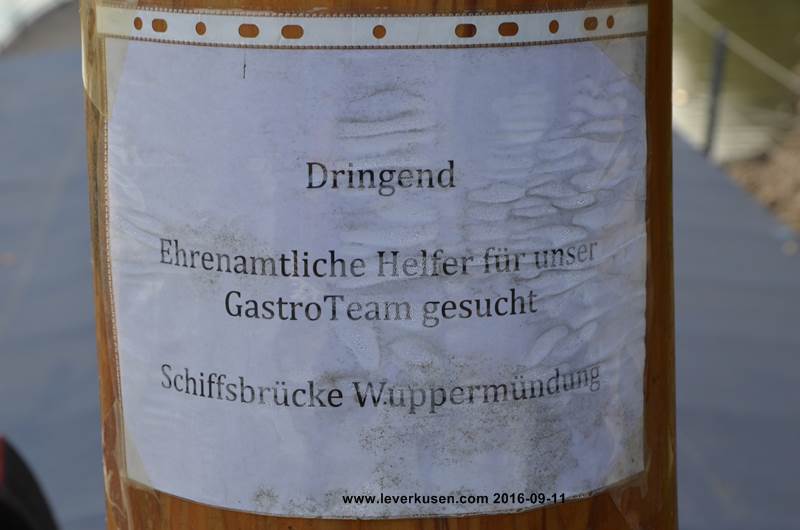 Dringend
Ehrenamtliche Helfer für unser
GastroTeam gesucht
Schiffsbrücke Wuppermündung
www.leverkusen.com 2016-09-11